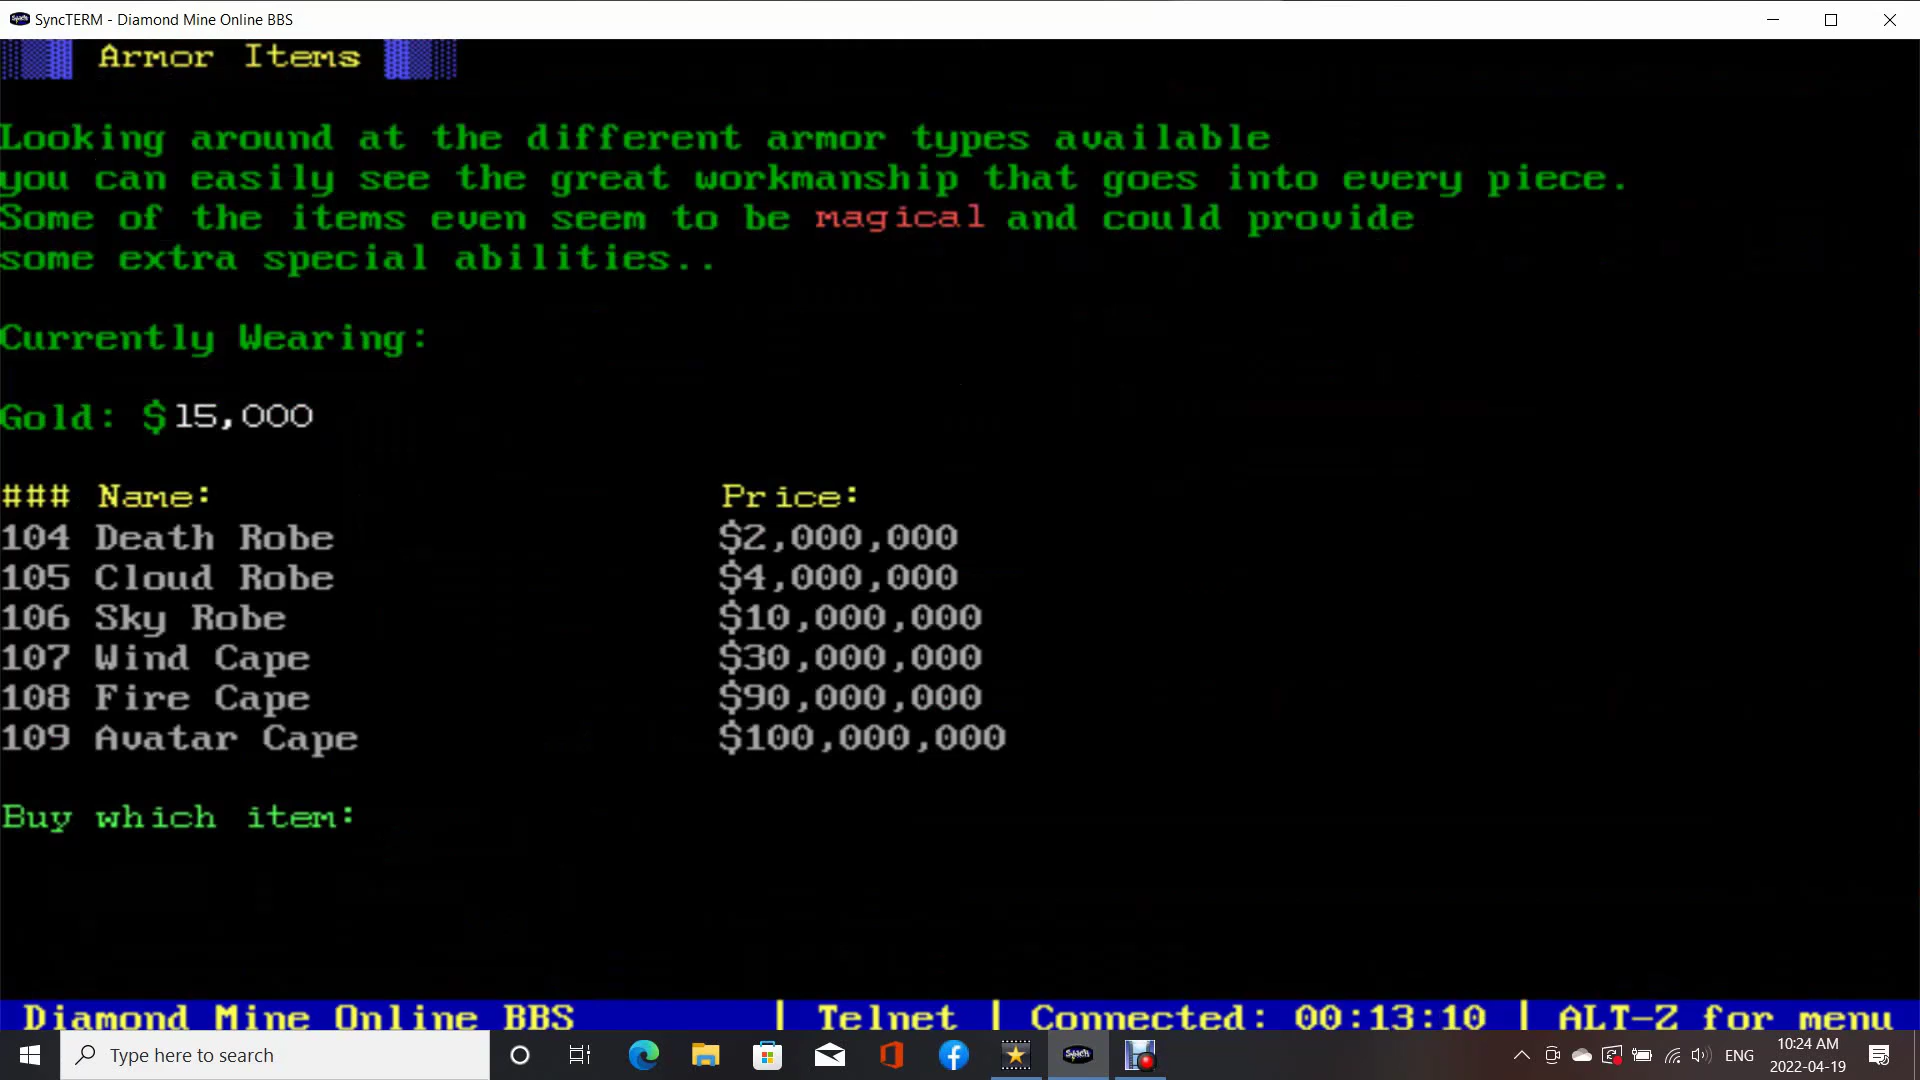 SyncTERM - Diamond Mine Online BBS
Armor Items
Looking around at the different armor types available
you can easily see the great workmanship that goes into every piece.
Some of the items even seem to be magical and could provide
some extra special abilities..
Currently Wearing:
Gold: $15,000
### Name: Price:
104 Death Robe $2,000,000
105 Cloud Robe $4,000,000
106 Sky Robe $10,000,000
107 Wind Cape $30,000,000
108 Fire Cape $90,000,000
109 Avatar Cape $100,000,000
Buy which item:
Diamond Mine Online BBS | Telnet | Connected: 00:13:10 | ALT-Z for menu
Type here to search
ENG
10:24 AM
2022-04-19